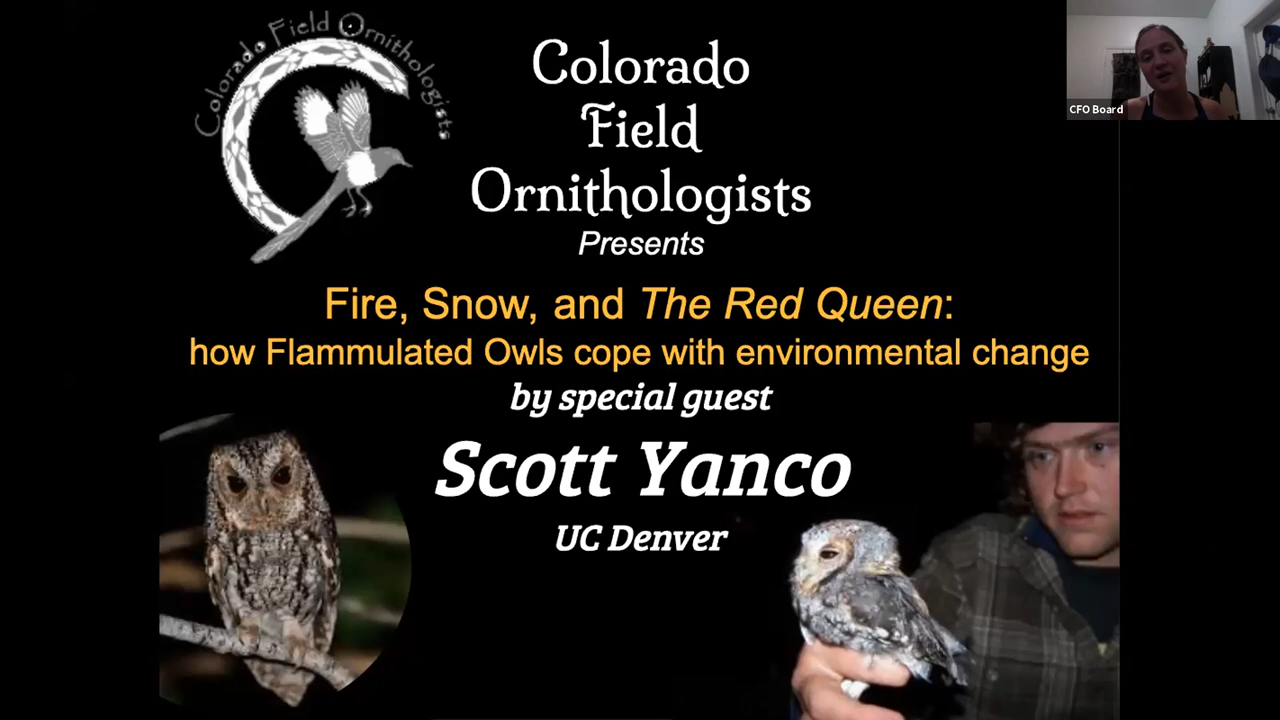 Colorado Field Ornithologists
Colorado
Field
Ornithologists
Presents
Fire, Snow, and The Red Queen:
how Flammulated Owls cope with environmental change
by special guest
Scott Yanco
UC Denver
CFO Board